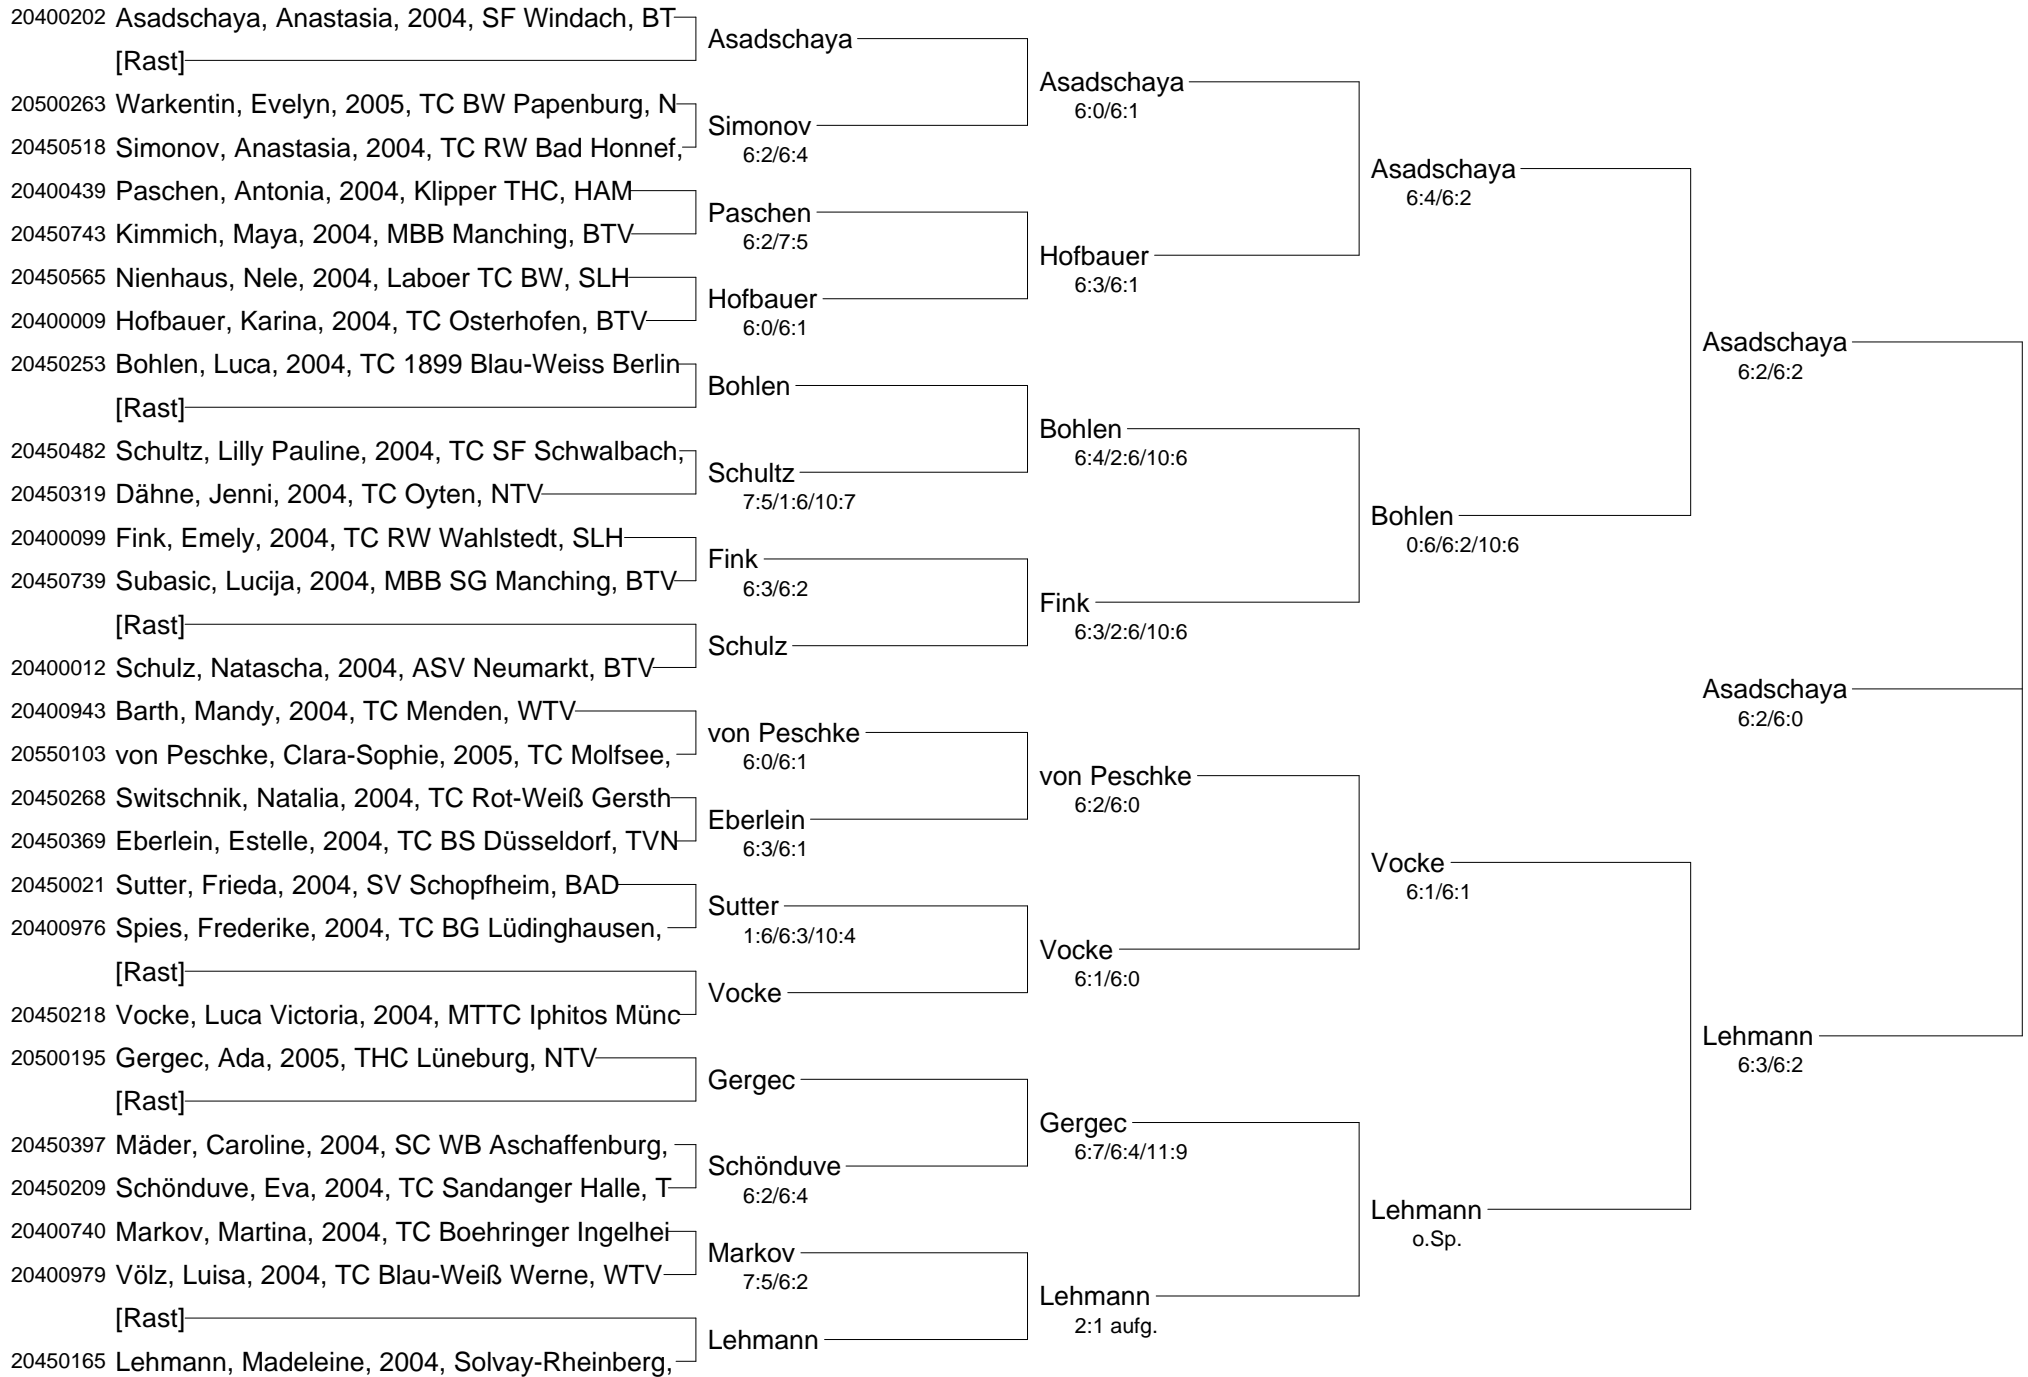 20400202 Asadschaya, Anastasia, 2004, SF Windach, BT
[Rast]
20500263 Warkentin, Evelyn, 2005, TC BW Papenburg, N
20450518 Simonov, Anastasia, 2004, TC RW Bad Honnef,
20400439 Paschen, Antonia, 2004, Klipper THC, HAM
20450743 Kimmich, Maya, 2004, MBB Manching, BTV
20450565 Nienhaus, Nele, 2004, Laboer TC BW, SLH
20400009 Hofbauer, Karina, 2004, TC Osterhofen, BTV
20450253 Bohlen, Luca, 2004, TC 1899 Blau-Weiss Berlin
[Rast]
20450482 Schultz, Lilly Pauline, 2004, TC SF Schwalbach,
20450319 Dähne, Jenni, 2004, TC Oyten, NTV
20400099 Fink, Emely, 2004, TC RW Wahlstedt, SLH
20450739 Subasic, Lucija, 2004, MBB SG Manching, BTV
[Rast]
20400012 Schulz, Natascha, 2004, ASV Neumarkt, BTV
20400943 Barth, Mandy, 2004, TC Menden, WTV
20550103 von Peschke, Clara-Sophie, 2005, TC Molfsee,
20450268 Switschnik, Natalia, 2004, TC Rot-Weiß Gersth
20450369 Eberlein, Estelle, 2004, TC BS Düsseldorf, TVN
20450021 Sutter, Frieda, 2004, SV Schopfheim, BAD
20400976 Spies, Frederike, 2004, TC BG Lüdinghausen,
[Rast]
20450218 Vocke, Luca Victoria, 2004, MTTC Iphitos Münc
20500195 Gergec, Ada, 2005, THC Lüneburg, NTV
[Rast]
20450397 Mäder, Caroline, 2004, SC WB Aschaffenburg,
20450209 Schönduve, Eva, 2004, TC Sandanger Halle, T
20400740 Markov, Martina, 2004, TC Boehringer Ingelhei
20400979 Völz, Luisa, 2004, TC Blau-Weiß Werne, WTV
[Rast]
20450165 Lehmann, Madeleine, 2004, Solvay-Rheinberg,
Asadschaya
Simonov
6:2/6:4
Paschen
6:2/7:5
Hofbauer
6:0/6:1
Bohlen
Schultz
7:5/1:6/10:7
Fink
6:3/6:2
Schulz
von Peschke
6:0/6:1
Eberlein
6:3/6:1
Sutter
1:6/6:3/10:4
Vocke
Gergec
Schönduve
6:2/6:4
Markov
7:5/6:2
Lehmann
Asadschaya
6:0/6:1
Hofbauer
6:3/6:1
Bohlen
6:4/2:6/10:6
Fink
6:3/2:6/10:6
von Peschke
6:2/6:0
Vocke
6:1/6:0
Gergec
6:7/6:4/11:9
Lehmann
2:1 aufg.
Asadschaya
6:4/6:2
Bohlen
0:6/6:2/10:6
Vocke
6:1/6:1
Lehmann
o.Sp.
Asadschaya
6:2/6:2
Asadschaya
6:2/6:0
Lehmann
6:3/6:2